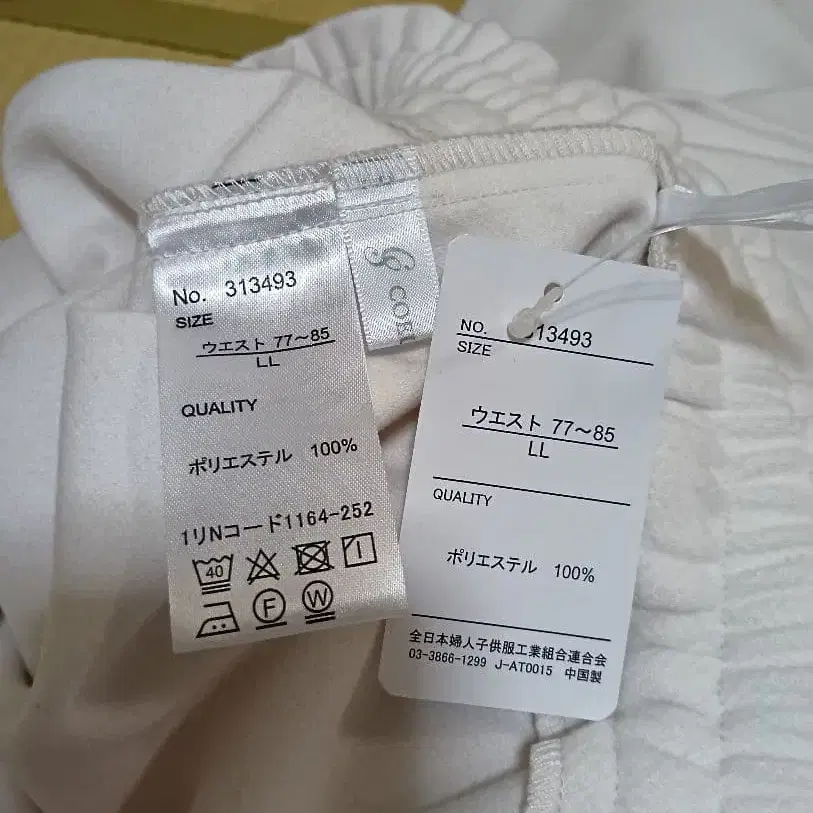 No. 313493
SIZE
ウエスト 77～85
LL
QUALITY
ポリエステル 100%
1リNコード1164-252
40
F
W
NO. 313493
SIZE
ウエスト 77～85
LL
QUALITY
ポリエステル 100%
全日本婦人子供服工業組合連合会
03-3866-1299 J-AT0015 中国製